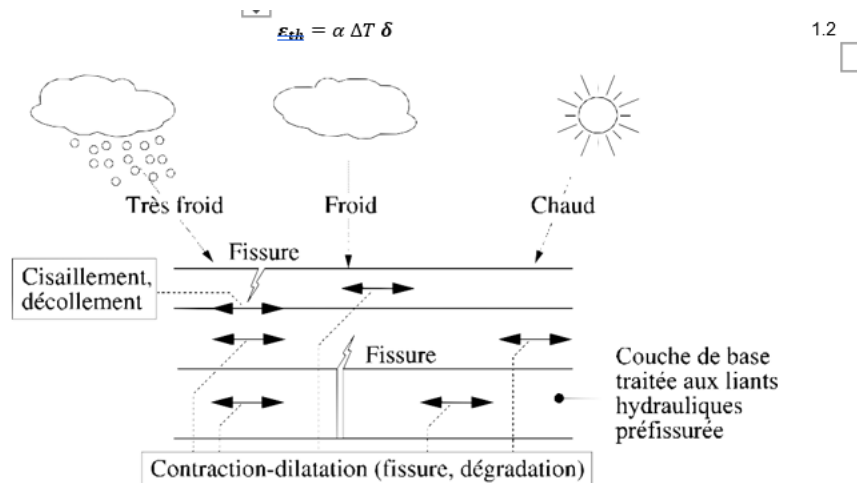 εth = α ΔT δ
1.2
Très froid
Froid
Chaud
Fissure
Cisaillement,
décollement
Fissure
Couche de base
traitée aux liants
hydrauliques
préfissurée
Contraction-dilatation (fissure, dégradation)